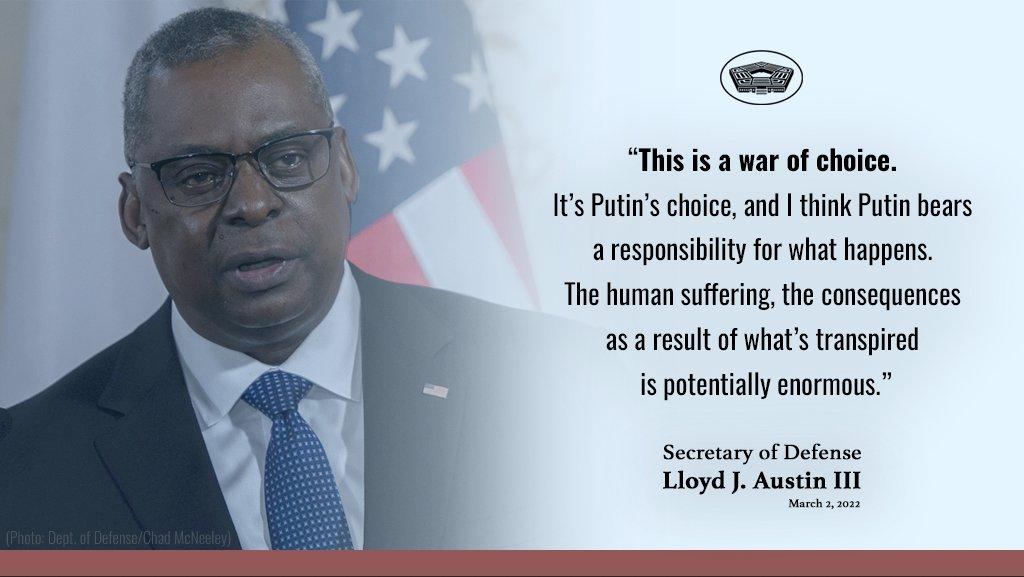 “This is a war of choice.
It’s Putin’s choice, and I think Putin bears
a responsibility for what happens.
The human suffering, the consequences
as a result of what’s transpired
is potentially enormous.”
Secretary of Defense
Lloyd J. Austin III
March 2, 2022
(Photo: Dept. of Defense/Chad McNeeley)